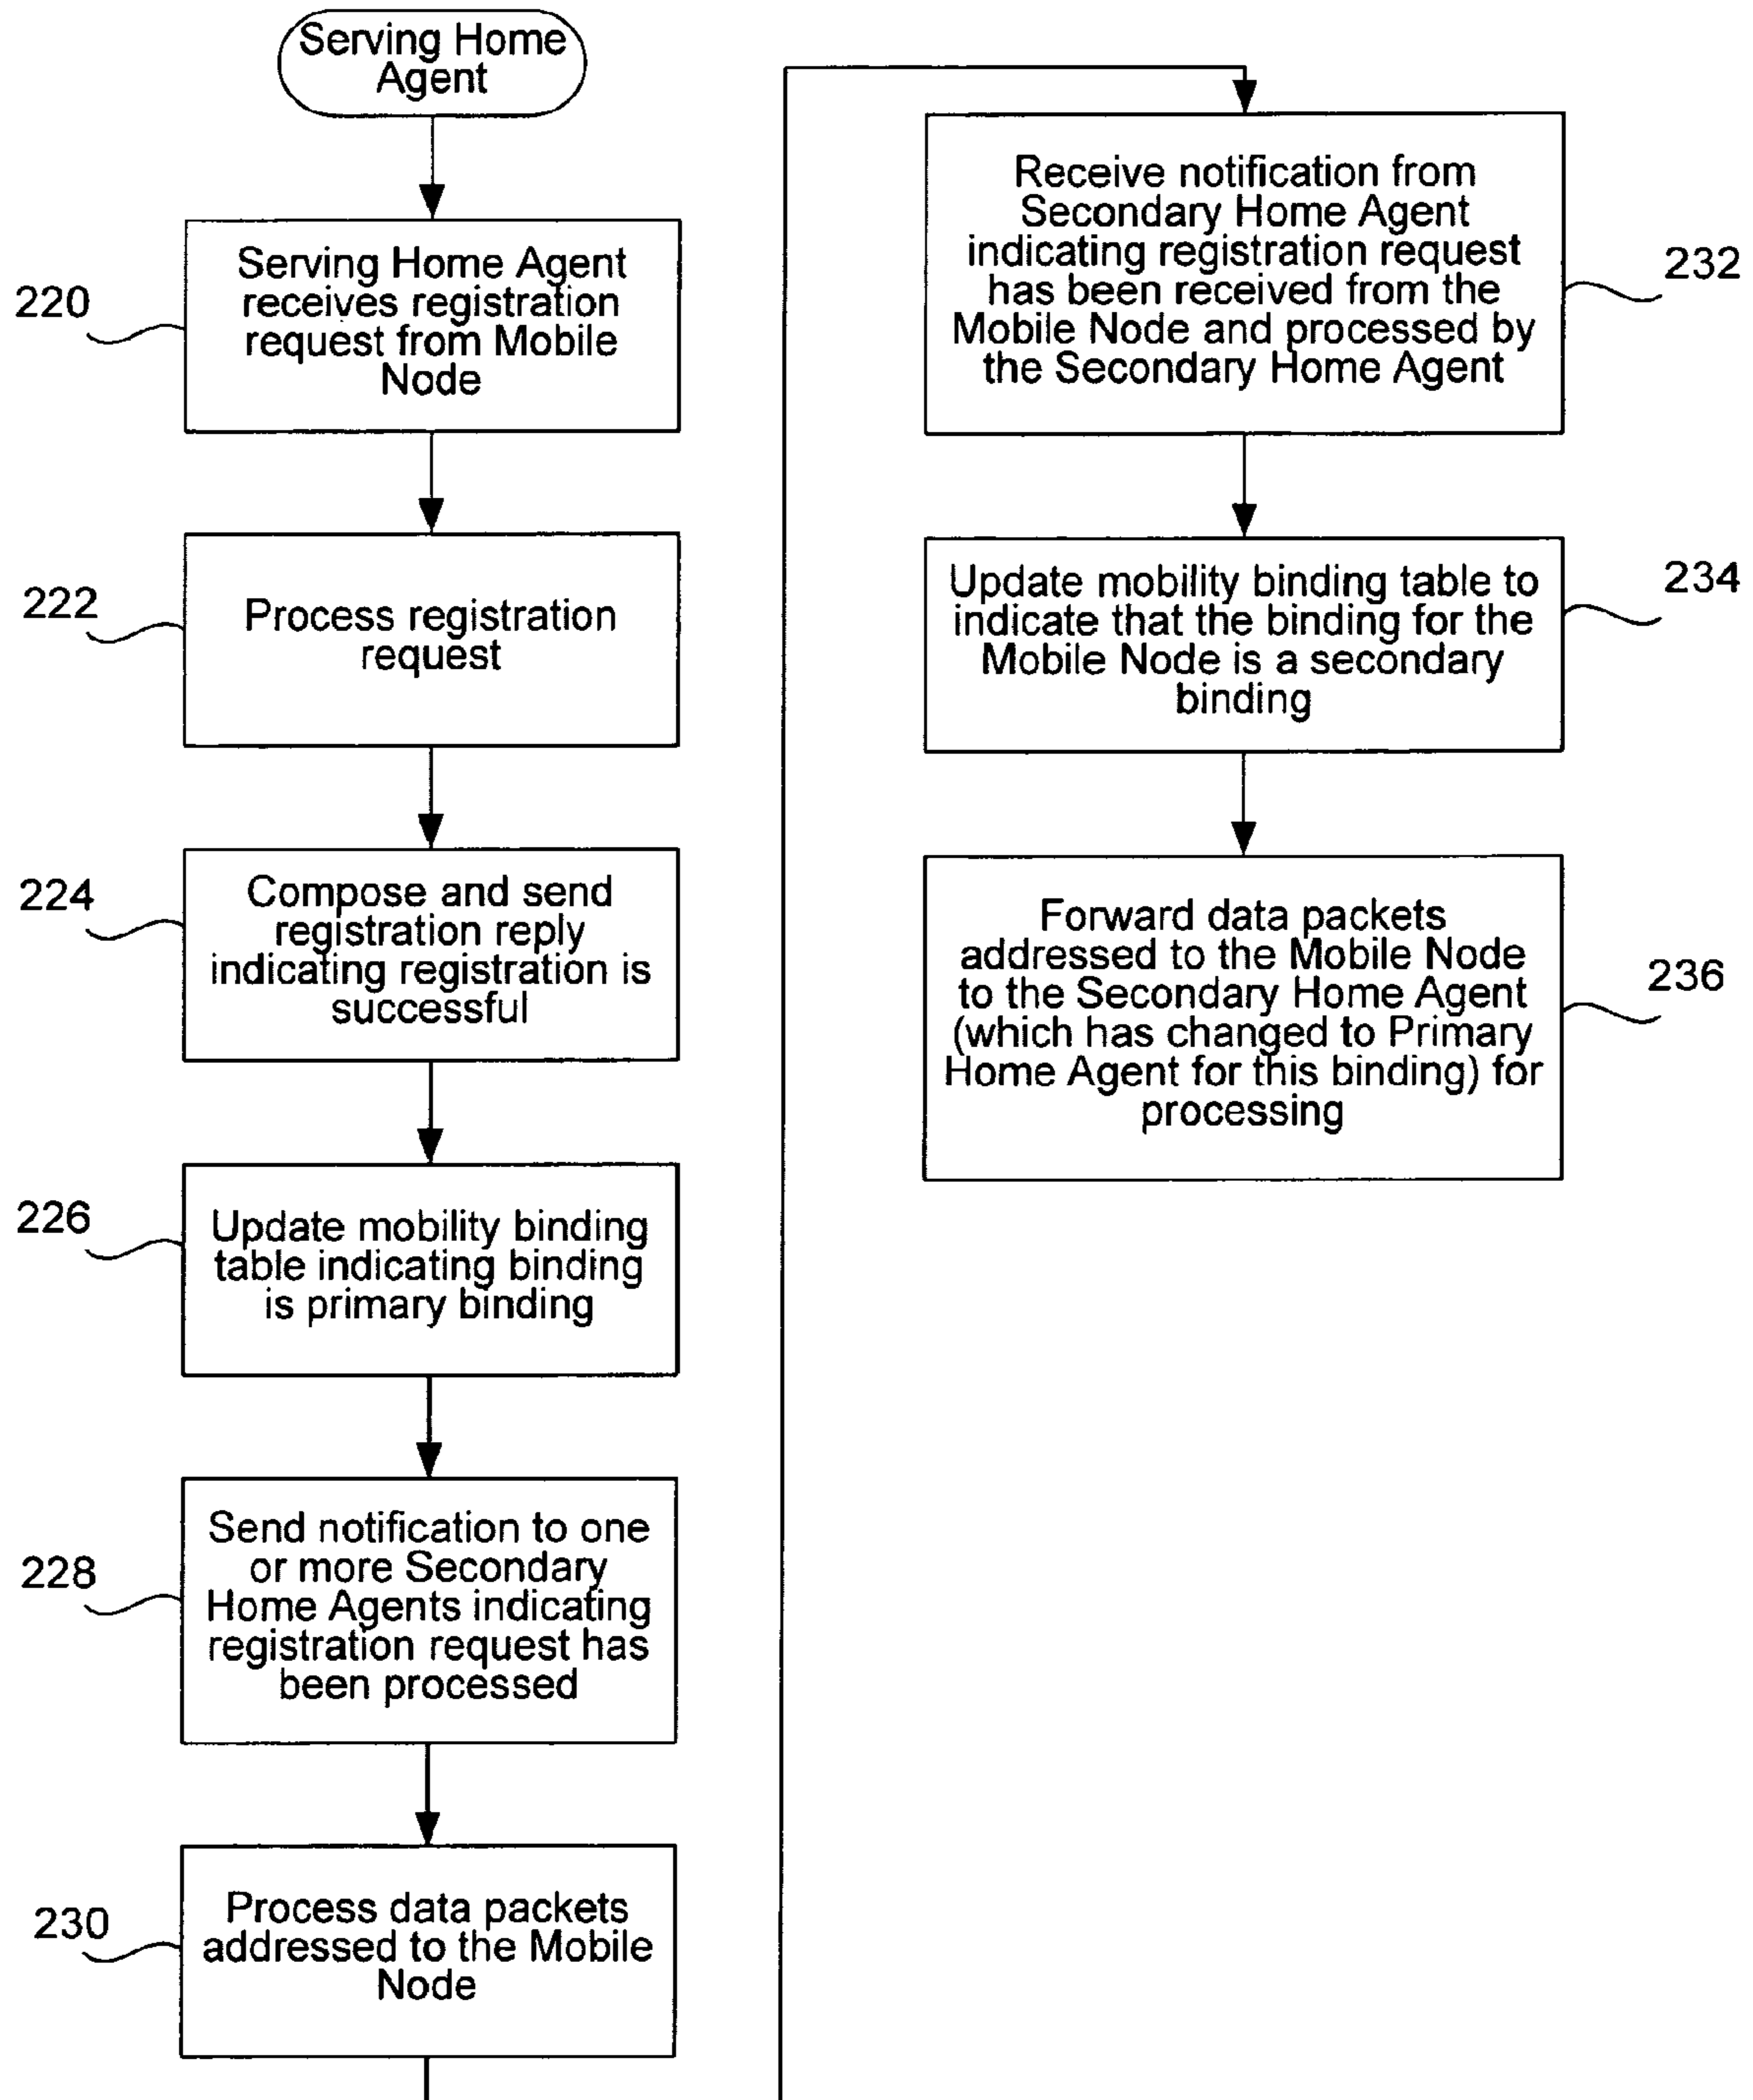 Serving Home
Agent
220
Serving Home Agent
receives registration
request from Mobile
Node
222
Process registration
request
224
Compose and send
registration reply
indicating registration is
successful
226
Update mobility binding
table indicating binding
is primary binding
228
Send notification to one
or more Secondary
Home Agents indicating
registration request has
been processed
230
Process data packets
addressed to the Mobile
Node
Receive notification from
Secondary Home Agent
indicating registration request
has been received from the
Mobile Node and processed by
the Secondary Home Agent
232
Update mobility binding table to
indicate that the binding for the
Mobile Node is a secondary
binding
234
Forward data packets
addressed to the Mobile Node
to the Secondary Home Agent
(which has changed to Primary
Home Agent for this binding) for
processing
236